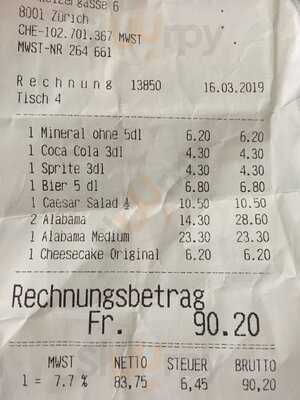 8001 Zürich
CHE-102.701.367 MWST
MWST-NR 264 661
Rechnung 13850 16.03.2019
Tisch 4
1 Mineral ohne 5dl 6.20 6.20
1 Coca Cola 3dl 4.30 4.30
1 Sprite 3dl 4.30 4.30
1 Bier 5 dl 6.80 6.80
1 Caesar Salad 10.50 10.50
2 Alabama 14.30 28.60
1 Alabama Medium 23.30 23.30
1 Cheesecake Original 6.20 6.20
Rechnungsbetrag
Fr. 90.20
MWST NETTO STEUER BRUTTO
1 = 7.7 % 83,75 6,45 90,20